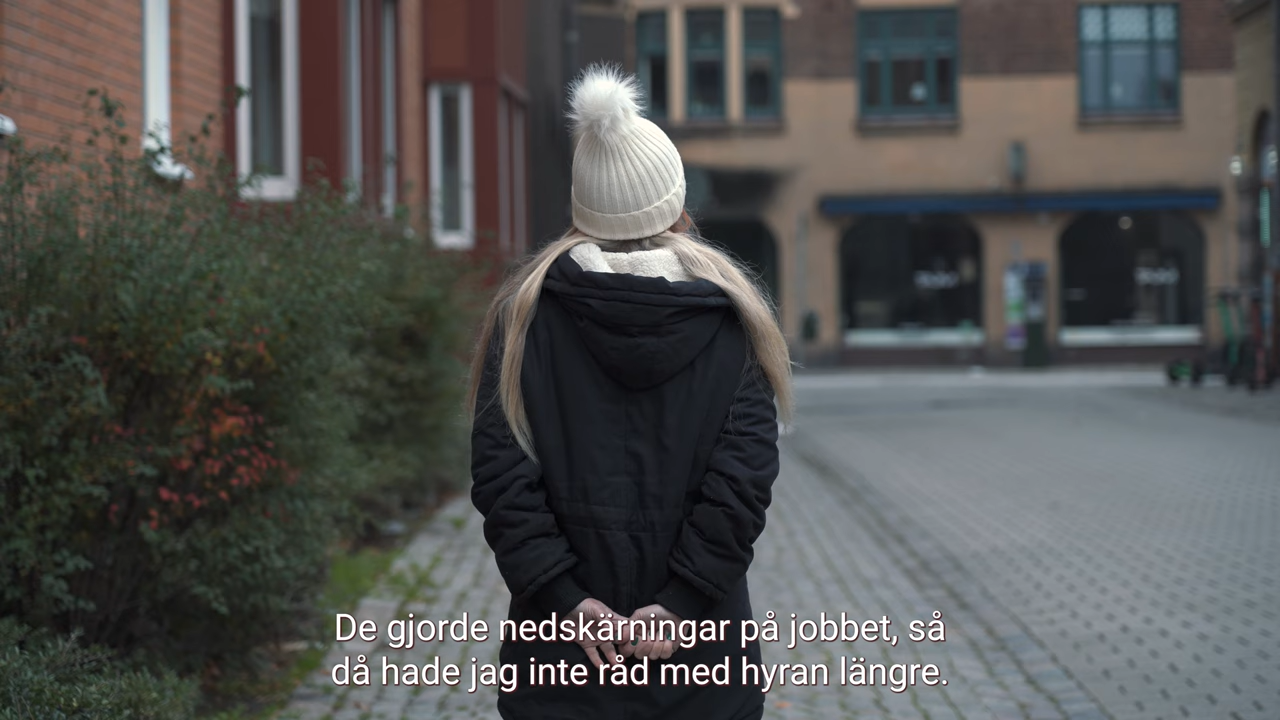 De gjorde nedskärningar på jobbet, så
då hade jag inte råd med hyran längre.